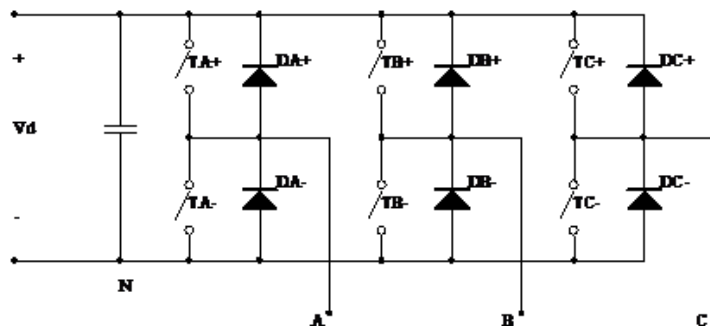 +
TA+ DA+ TB+ DB+ TC+ DC+
Vd
TA- DA- TB- DB- TC- DC-
-
N
A B C